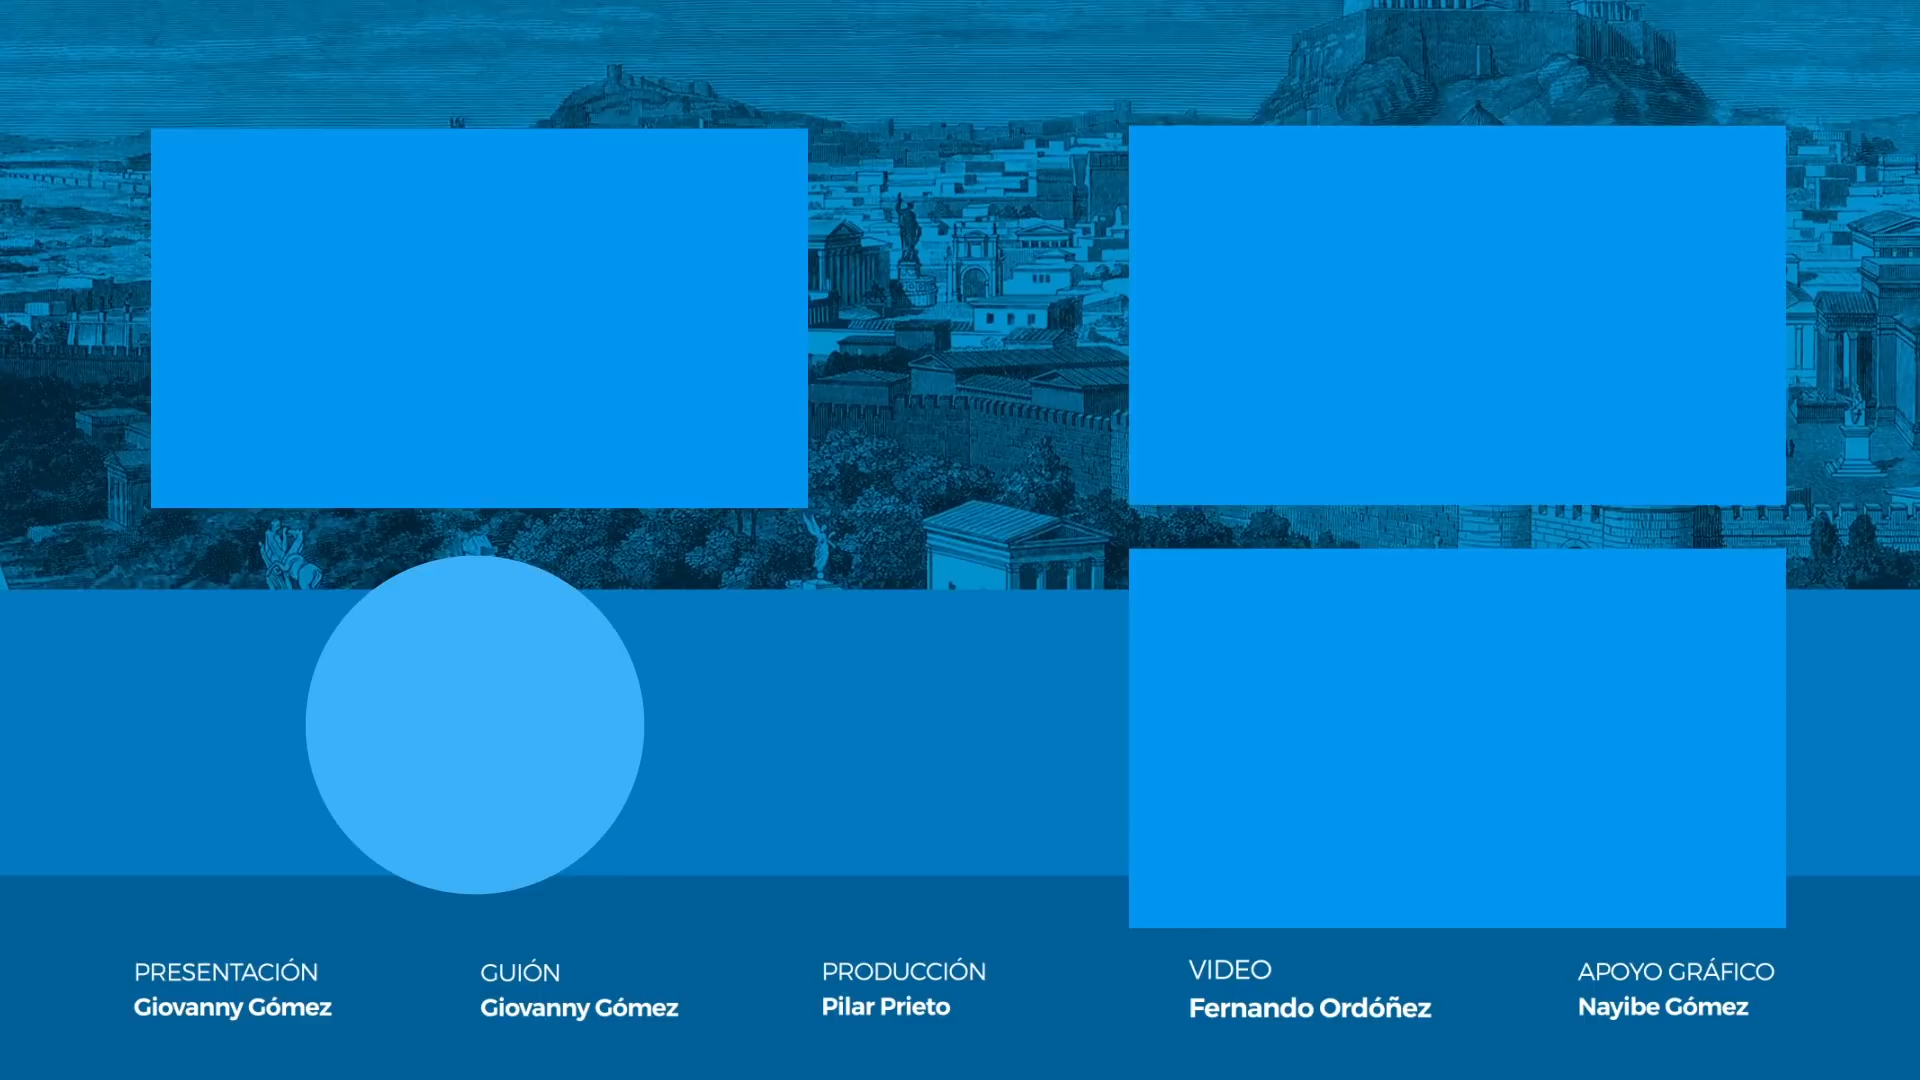 PRESENTACIÓN
Giovanny Gómez
GUIÓN
Giovanny Gómez
PRODUCCIÓN
Pilar Prieto
VIDEO
Fernando Ordóñez
APOYO GRÁFICO
Nayibe Gómez